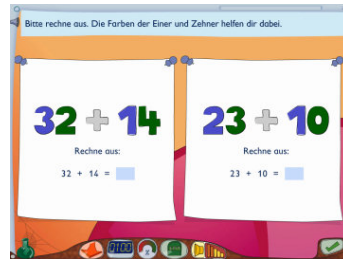 Bitte rechne aus. Die Farben der Einer und Zehner helfen dir dabei.
32 + 14
Rechne aus:
32 + 14 =
23 + 10
Rechne aus:
23 + 10 =
0100